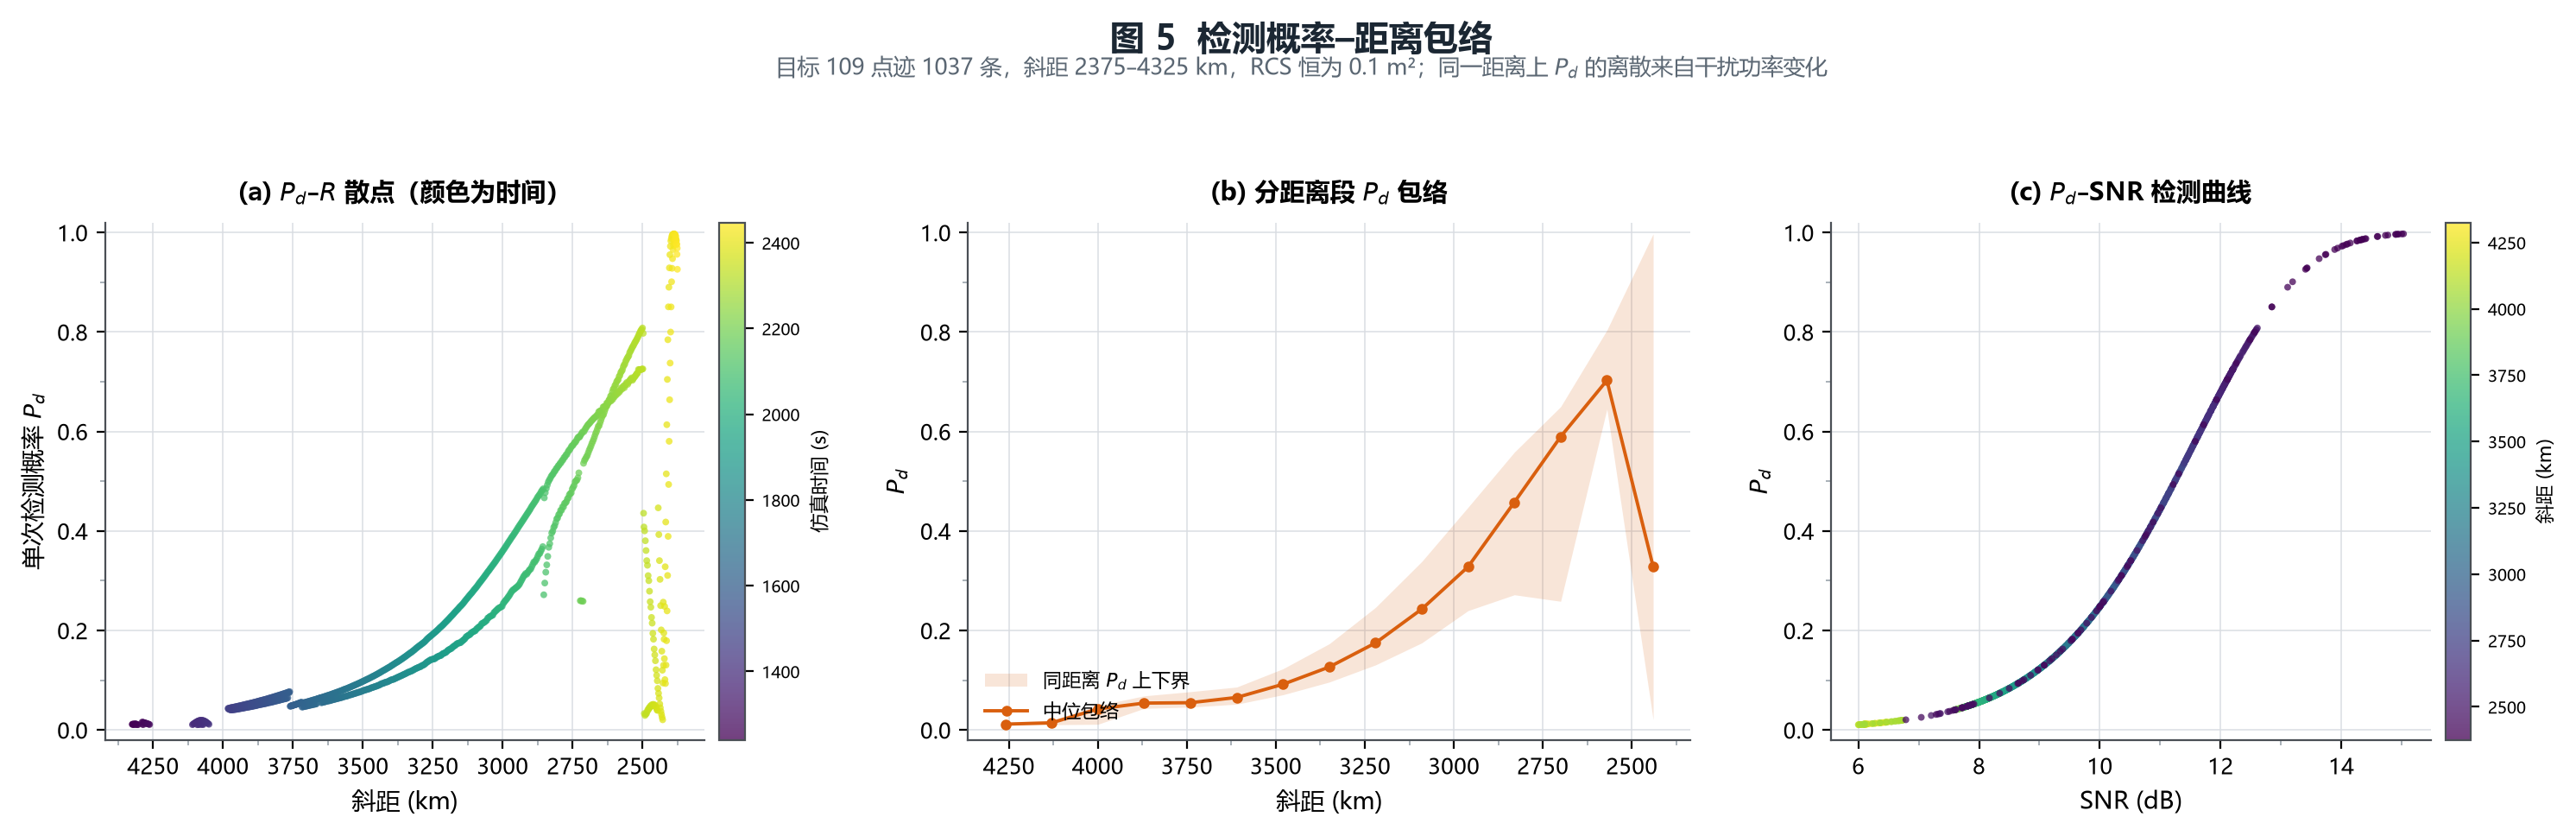 图 5 检测概率–距离包络
目标 109 点迹 1037 条，斜距 2375–4325 km，RCS 恒为 0.1 m²；同一距离上 Pd 的离散来自干扰功率变化
(a) Pd–R 散点（颜色为时间）
单次检测概率 Pd
1.0
0.8
0.6
0.4
0.2
0.0
4250 4000 3750 3500 3250 3000 2750 2500
斜距 (km)
2400
2200
2000
1800
1600
1400
仿真时间 (s)
(b) 分距离段 Pd 包络
Pd
1.0
0.8
0.6
0.4
0.2
0.0
同距离 Pd 上下界
中位包络
4250 4000 3750 3500 3250 3000 2750 2500
斜距 (km)
(c) Pd–SNR 检测曲线
Pd
1.0
0.8
0.6
0.4
0.2
0.0
6 8 10 12 14
SNR (dB)
4250
4000
3750
3500
3250
3000
2750
2500
斜距 (km)